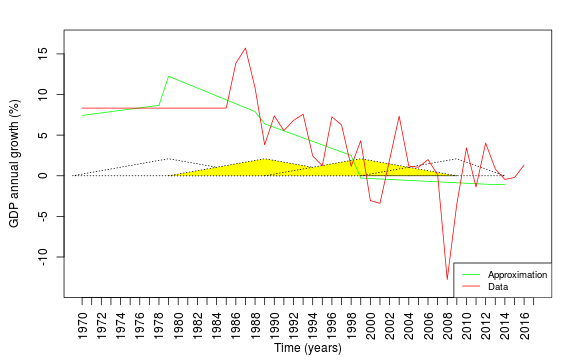 GDP annual growth (%)
15
10
5
0
-5
-10
Approximation
Data
1970 1972 1974 1976 1978 1980 1982 1984 1986 1988 1990 1992 1994 1996 1998 2000 2002 2004 2006 2008 2010 2012 2014 2016
Time (years)